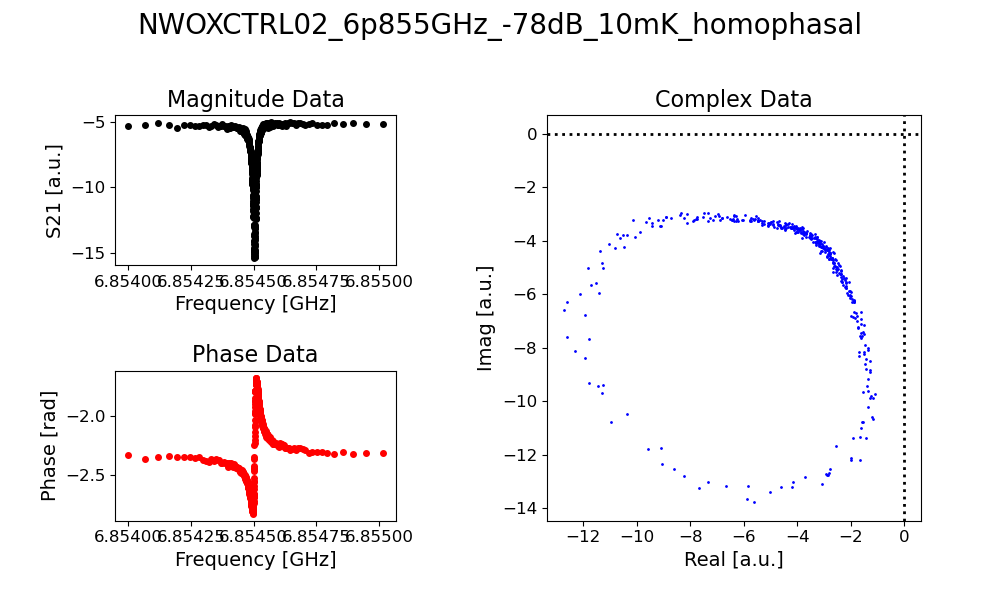 NWOXCTRL02_6p855GHz_-78dB_10mK_homophasal
Magnitude Data
S21 [a.u.]
−5
−10
−15
6.85400 6.85425 6.85450 6.85475 6.85500
Frequency [GHz]
Phase Data
Phase [rad]
−2.0
−2.5
6.85400 6.85425 6.85450 6.85475 6.85500
Frequency [GHz]
Complex Data
Imag [a.u.]
0
−2
−4
−6
−8
−10
−12
−14
−12 −10 −8 −6 −4 −2 0
Real [a.u.]